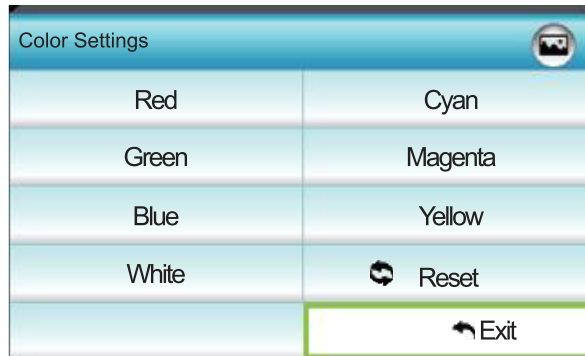 Color Settings
Red Cyan
Green Magenta
Blue Yellow
White Reset
Exit